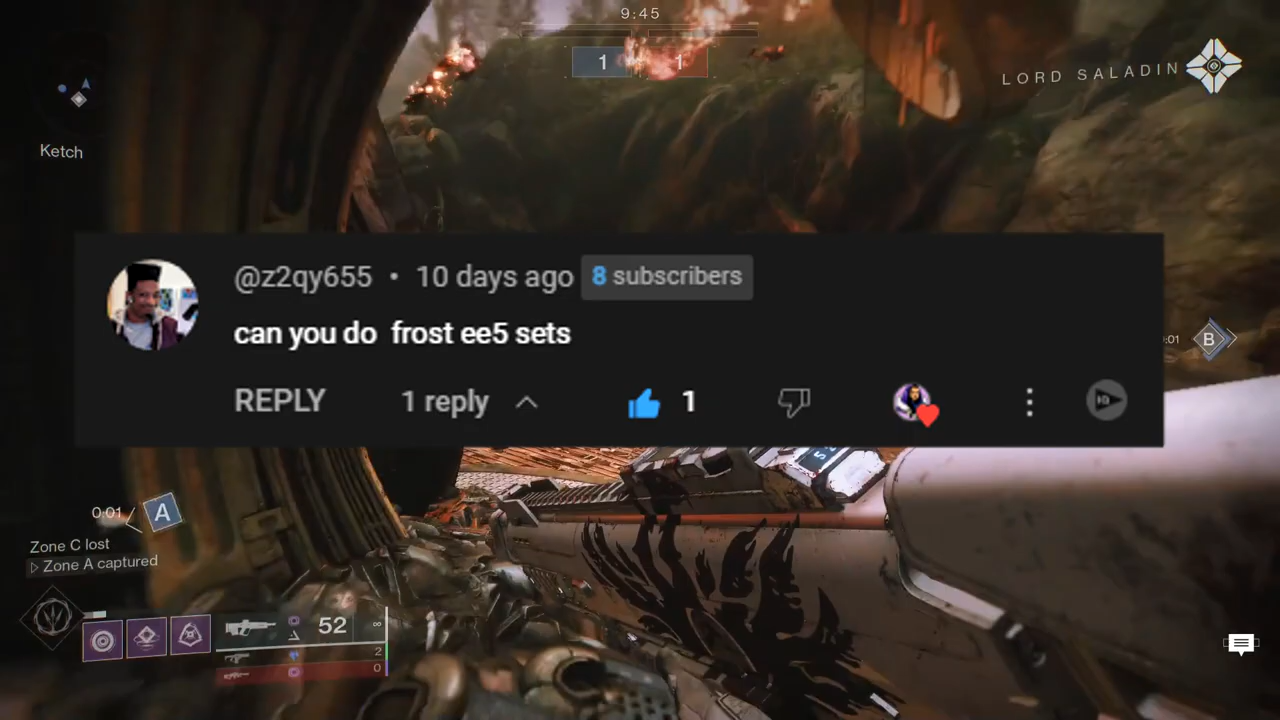 9:45
1 1
LORD SALADIN
Ketch
@z2qy655 • 10 days ago 8 subscribers
can you do  frost ee5 sets
B
REPLY 1 reply 1
0:01 A
Zone C lost
Zone A captured
52 ∞
2
0